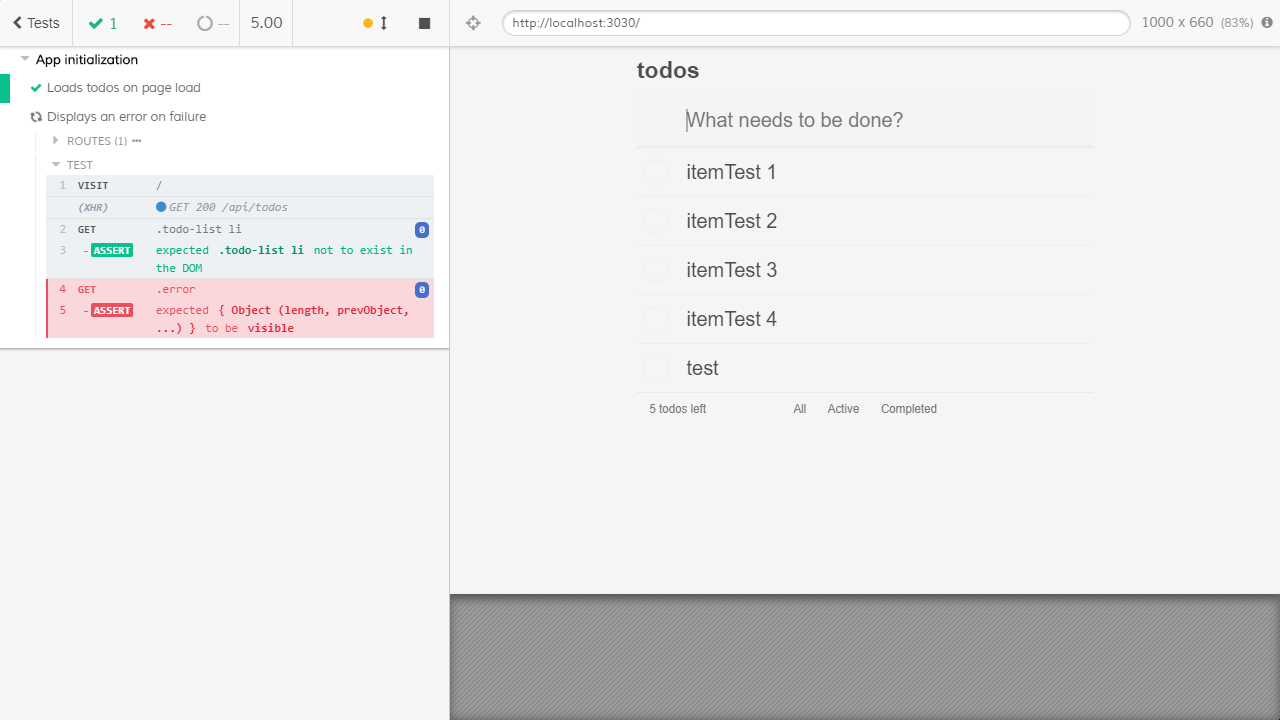 Tests 1 -- -- 5.00
http://localhost:3030/ 1000 x 660 (83%)
App initialization
Loads todos on page load
Displays an error on failure
ROUTES (1)
TEST
1 VISIT /
(XHR) GET 200 /api/todos
2 GET .todo-list li 0
3 -ASSERT expected .todo-list li not to exist in
the DOM
4 GET .error 0
5 -ASSERT expected { Object (length, prevObject,
...) } to be visible
todos
What needs to be done?
itemTest 1
itemTest 2
itemTest 3
itemTest 4
test
5 todos left All Active Completed